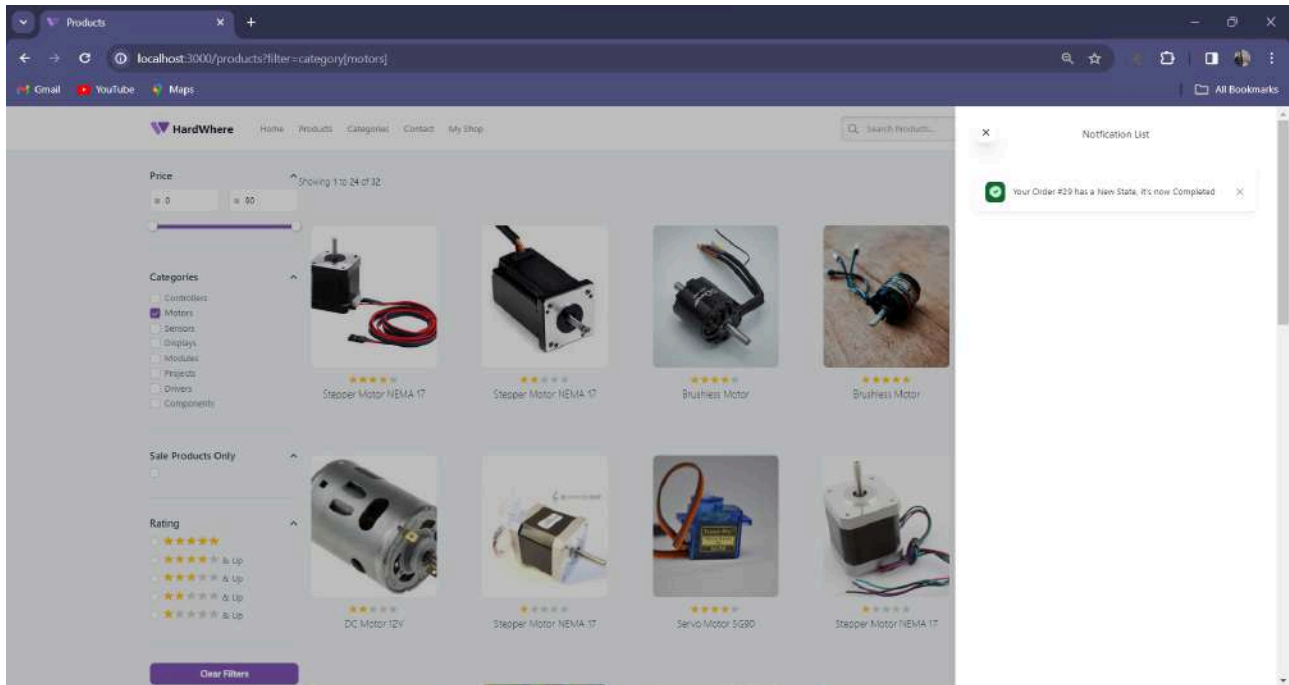 Products
localhost:3000/products?filter=category[motors]
Gmail YouTube Maps
All Bookmarks
HardWhere
Home Products Categories Contact My Shop
Search Products...
Notfication List
Your Order #29 has a New State, It's now Completed
Price
Showing 1 to 24 of 32
Categories
Controllers
Motors
Sensors
Displays
Modules
Projects
Drivers
Components
Stepper Motor NEMA 17
Stepper Motor NEMA 17
Brushless Motor
Brushless Motor
Sale Products Only
Rating
& Up
& Up
& Up
& Up
DC Motor 12V
Stepper Motor NEMA 17
Servo Motor SG90
Stepper Motor NEMA 17
Clear Filters